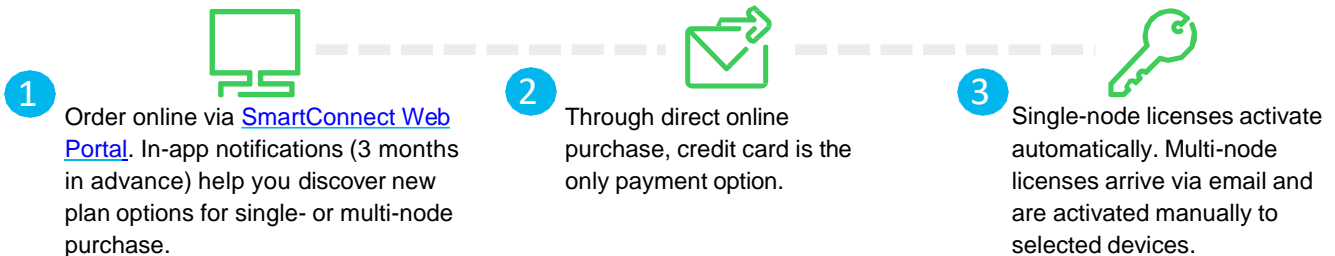 1
Order online via SmartConnect Web
Portal. In-app notifications (3 months
in advance) help you discover new
plan options for single- or multi-node
purchase.
2
Through direct online
purchase, credit card is the
only payment option.
3
Single-node licenses activate
automatically. Multi-node
licenses arrive via email and
are activated manually to
selected devices.